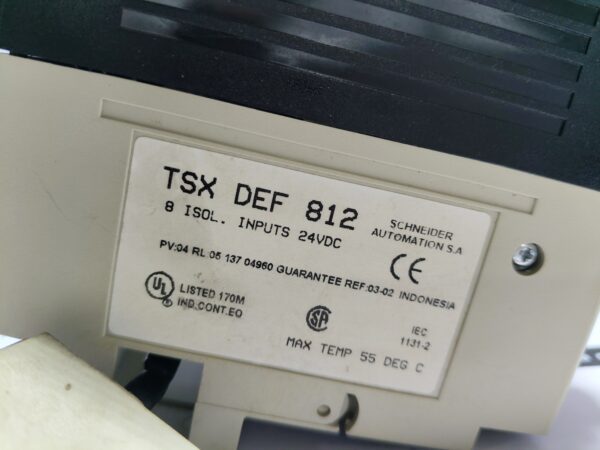 TSX DEF 812
8 ISOL. INPUTS 24VDC
SCHNEIDER
AUTOMATION S.A
PV:04 RL:05 137 04960 GUARANTEE REF:03-02 INDONESIA
CE
UL
LISTED 170M
IND.CONT.EQ
SA
MAX TEMP 55 DEG C
IEC
1131-2